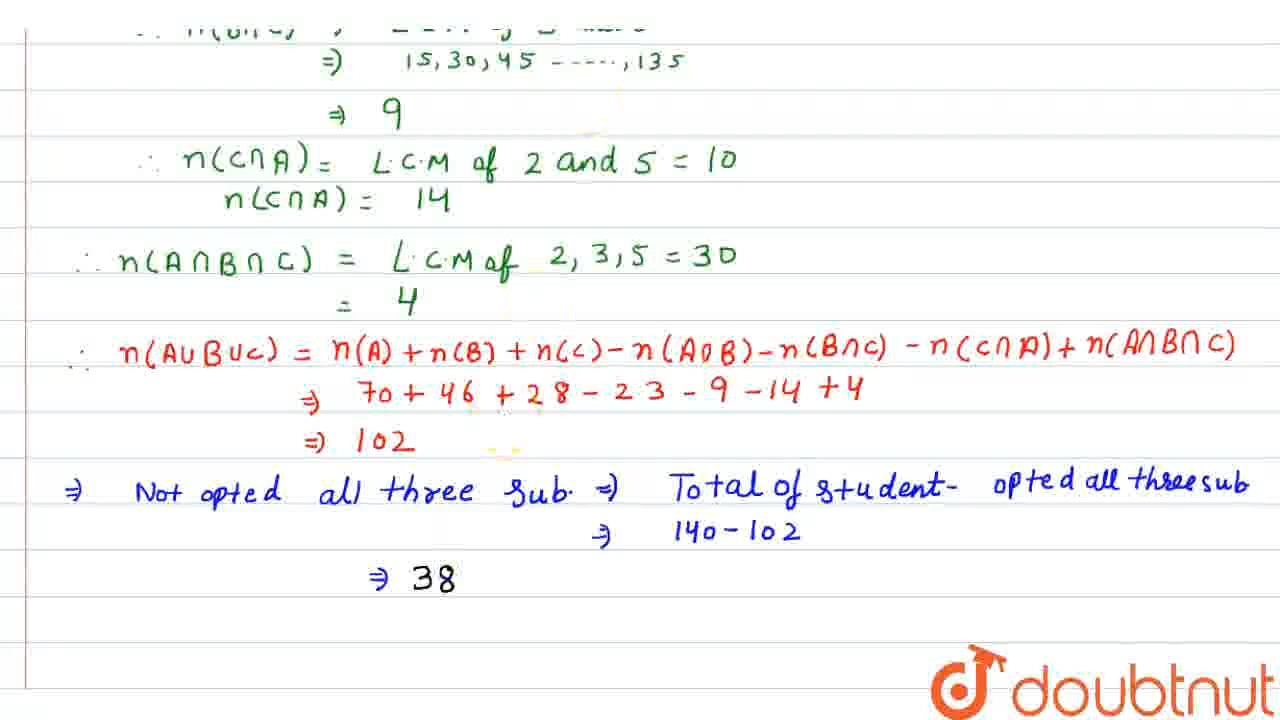 =) 15, 30, 45 -----, 135
⇒ 9
∴ n(C∩A) = L.C.M of 2 and 5 = 10
n(C∩A) = 14
∴ n(A∩B∩C) = L.C.M of 2, 3, 5 = 30
= 4
∴ n(A∪B∪C) = n(A) + n(B) + n(C) - n(A∩B) - n(B∩C) - n(C∩A) + n(A∩B∩C)
⇒ 70 + 46 + 28 - 23 - 9 - 14 + 4
=) 102
⇒ Not opted all three Sub. ⇒ Total of student - opted all three sub
⇒ 140 - 102
⇒ 38
doubtnut